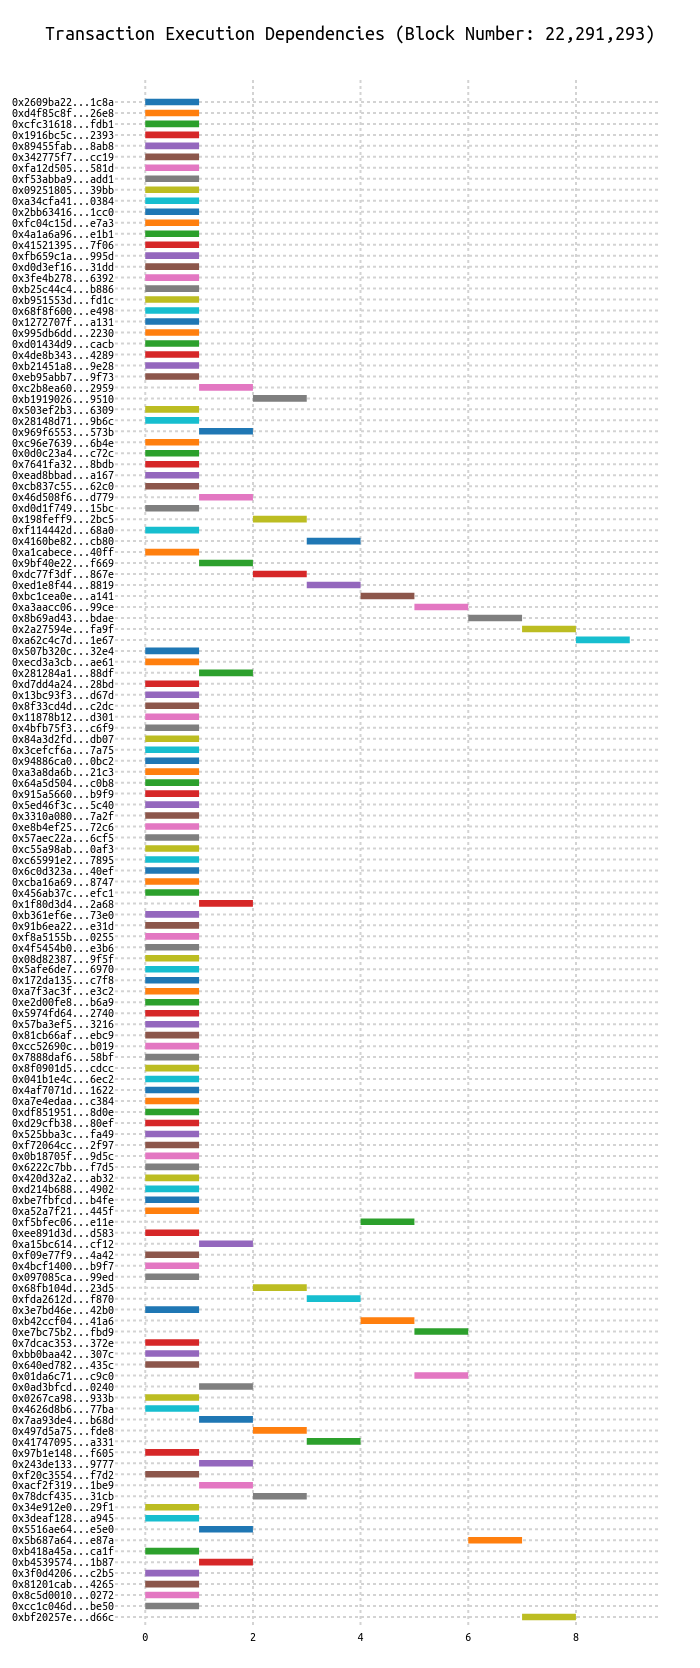 Transaction Execution Dependencies (Block Number: 22,291,293)
0x2609ba22...1c8a
0xd4f85c8f...26e8
0xcfc31618...fdb1
0x1916bc5c...2393
0x89455fab...8ab8
0x342775f7...cc19
0xfa12d505...581d
0xf53abba9...add1
0x09251805...39bb
0xa34cfa41...0384
0x2bb63416...1cc0
0xfc04c15d...e7a3
0x4a1a6a96...e1b1
0x41521395...7f06
0xfb659c1a...995d
0xd0d3ef16...31dd
0x3fe4b278...6392
0xb25c44c4...b886
0xb951553d...fd1c
0x68f8f600...e498
0x1272707f...a131
0x995db6dd...2230
0xd01434d9...cacb
0x4de8b343...4289
0xb21451a8...9e28
0xeb95abb7...9f73
0xc2b8ea60...2959
0xb1919026...9510
0x503ef2b3...6309
0x28148d71...9b6c
0x969f6553...573b
0xc96e7639...6b4e
0x0d0c23a4...c72c
0x7641fa32...8bdb
0xead8bbad...a167
0xcb837c55...62c0
0x46d508f6...d779
0xd0d1f749...15bc
0x198feff9...2bc5
0xf114442d...68a0
0x4160be82...cb80
0xa1cabece...40ff
0x9bf40e22...f669
0xdc77f3df...867e
0xed1e8f44...8819
0xbc1cea0e...a141
0xa3aacc06...99ce
0x8b69ad43...bdae
0x2a27594e...fa9f
0xa62c4c7d...1e67
0x507b320c...32e4
0xecd3a3cb...ae61
0x281284a1...88df
0xd7dd4a24...28bd
0x13bc93f3...d67d
0x8f33cd4d...c2dc
0x11878b12...d301
0x4bfb75f3...c6f9
0x84a3d2fd...db07
0x3cefcf6a...7a75
0x94886ca0...0bc2
0xa3a8da6b...21c3
0x64a5d504...c0b8
0x915a5660...b9f9
0x5ed46f3c...5c40
0x3310a080...7a2f
0xe8b4ef25...72c6
0x57aec22a...6cf5
0xc55a98ab...0af3
0xc65991e2...7895
0x6c0d323a...40ef
0xcba16a69...8747
0x456ab37c...efc1
0x1f80d3d4...2a68
0xb361ef6e...73e0
0x91b6ea22...e31d
0xf8a5155b...0255
0x4f5454b0...e3b6
0x08d82387...9f5f
0x5afe6de7...6970
0x172da135...c7f8
0xa7f3ac3f...e3c2
0xe2d00fe8...b6a9
0x5974fd64...2740
0x57ba3ef5...3216
0x81cb66af...ebc9
0xcc52690c...b019
0x7888daf6...58bf
0x8f0901d5...cdcc
0x041b1e4c...6ec2
0x4af7071d...1622
0xa7e4edaa...c384
0xdf851951...8d0e
0xd29cfb38...80ef
0x525bba3c...fa49
0xf72064cc...2f97
0x0b18705f...9d5c
0x6222c7bb...f7d5
0x420d32a2...ab32
0xd214b688...4902
0xbe7fbfcd...b4fe
0xa52a7f21...445f
0xf5bfec06...e11e
0xee891d3d...d583
0xa15bc614...cf12
0xf09e77f9...4a42
0x4bcf1400...b9f7
0x097085ca...99ed
0x68fb104d...23d5
0xfda2612d...f870
0x3e7bd46e...42b0
0xb42ccf04...41a6
0xe7bc75b2...fbd9
0x7dcac353...372e
0xbb0baa42...307c
0x640ed782...435c
0x01da6c71...c9c0
0x0ad3bfcd...0240
0x0267ca98...933b
0x4626d8b6...77ba
0x7aa93de4...b68d
0x497d5a75...fde8
0x41747095...a331
0x97b1e148...f605
0x243de133...9777
0xf20c3554...f7d2
0xacf2f319...1be9
0x78dcf435...31cb
0x34e912e0...29f1
0x3deaf128...a945
0x5516ae64...e5e0
0x5b687a64...e87a
0xb418a45a...ca1f
0xb4539574...1b87
0x3f0d4206...c2b5
0x81201cab...4265
0x8c5d0010...0272
0xcc1c046d...be50
0xbf20257e...d66c
0 2 4 6 8